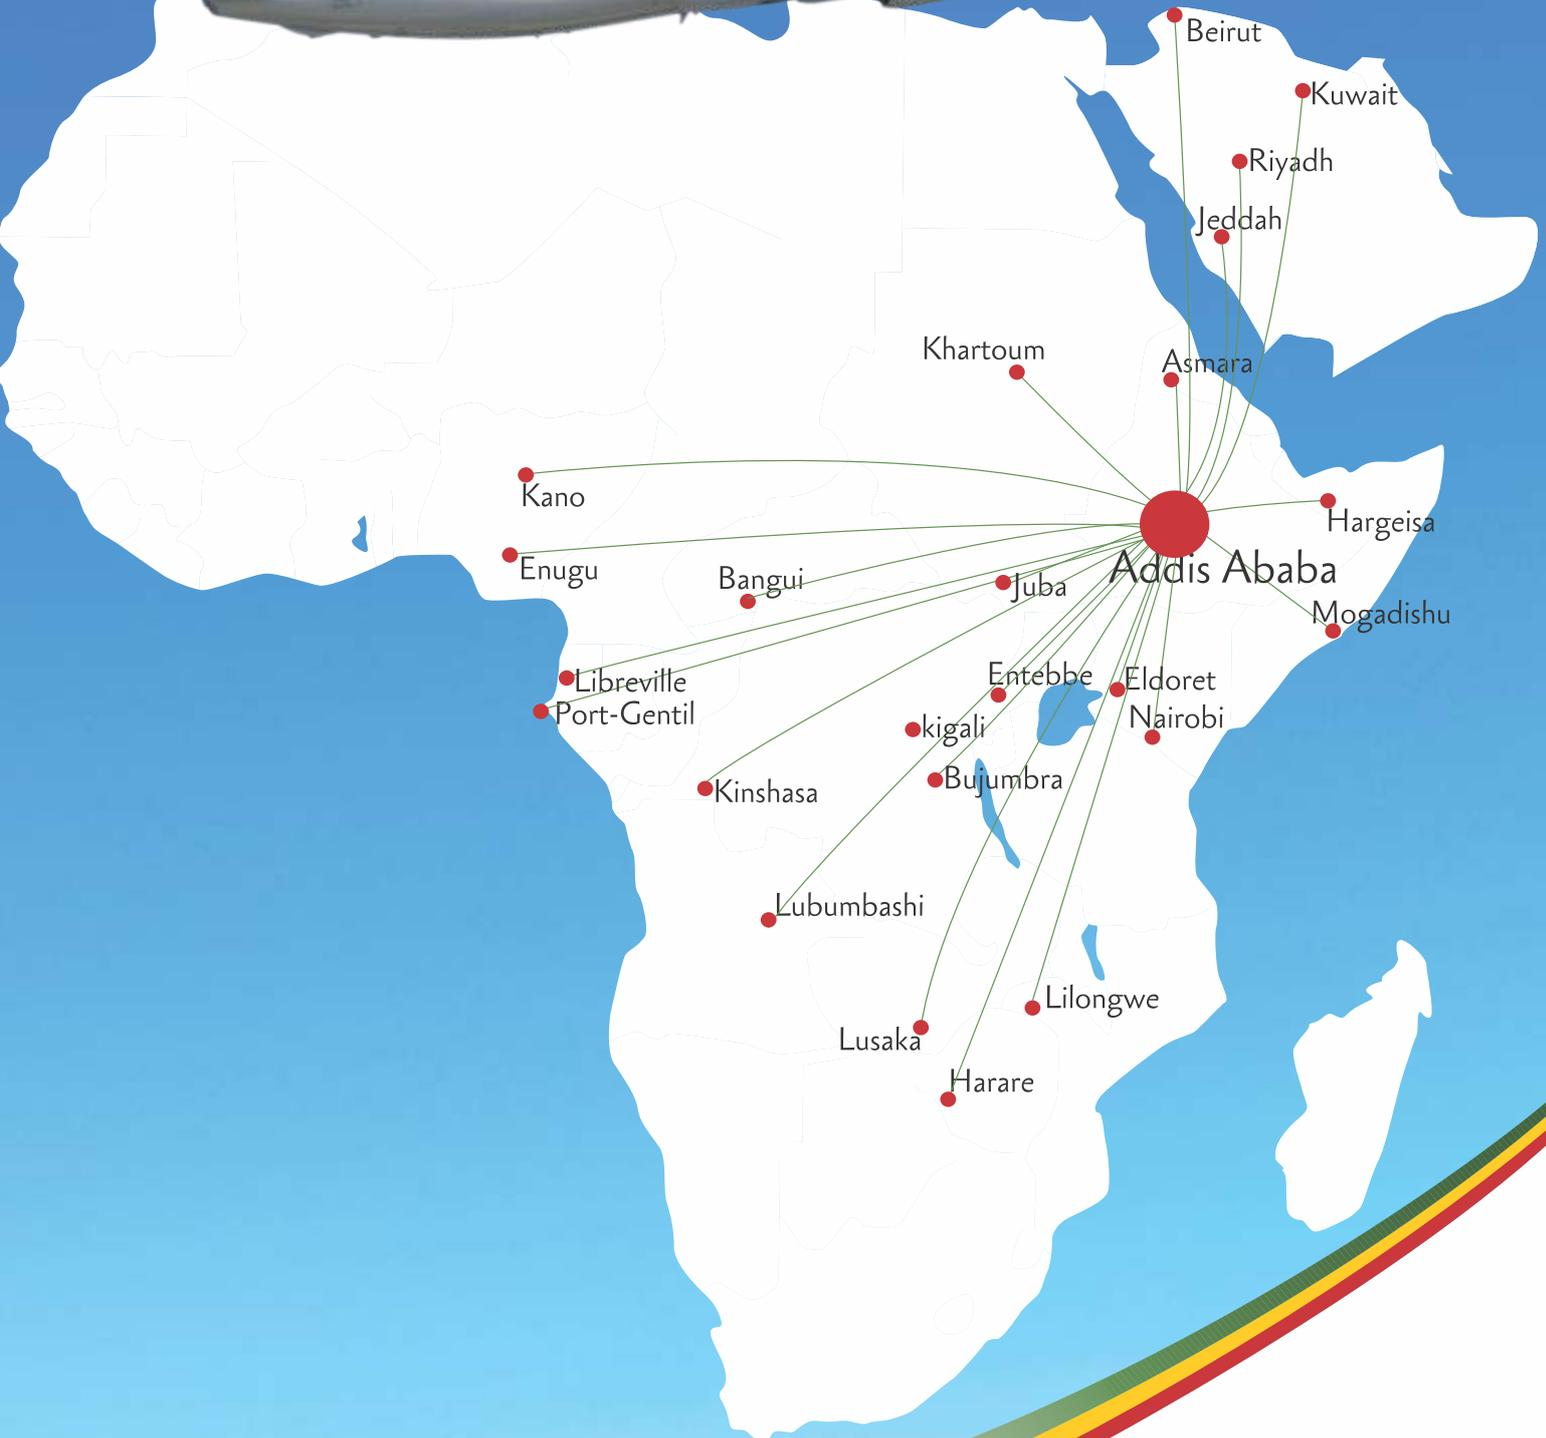 Beirut
Kuwait
Riyadh
Jeddah
Khartoum
Asmara
Kano
Hargeisa
Enugu
Addis Ababa
Bangui
Juba
Mogadishu
Entebbe
Eldoret
Libreville
Port-Gentil
Nairobi
kigali
Bujumbra
Kinshasa
Lubumbashi
Lilongwe
Lusaka
Harare